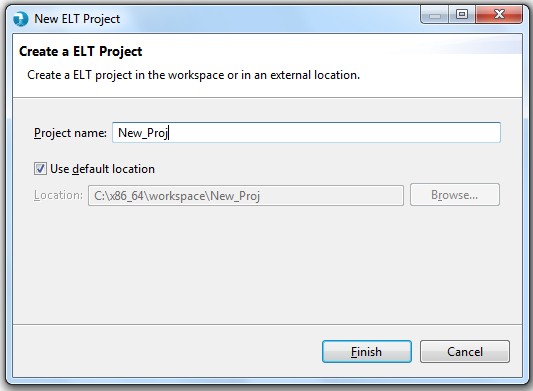 New ELT Project
Create a ELT Project
Create a ELT project in the workspace or in an external location.
Project name: New_Proj
Use default location
Location: C:\x86_64\workspace\New_Proj Browse...
Finish Cancel